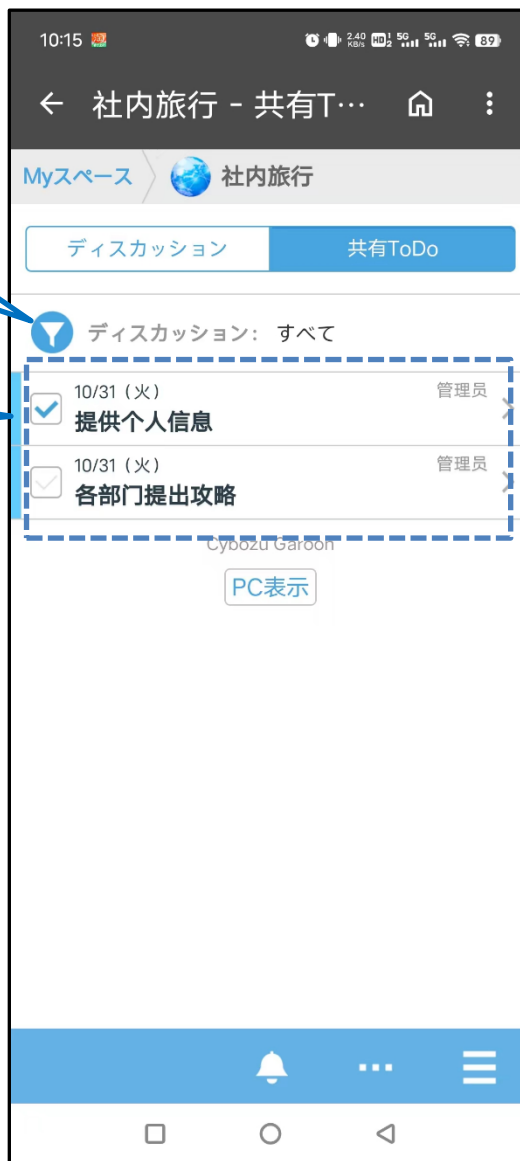 10:15 2.40 KB/s HD 1 2 5G 5G 89
社内旅行 - 共有T…
Myスペース 社内旅行
ディスカッション 共有ToDo
ディスカッション： すべて
10/31（火） 管理员
提供个人信息
10/31（火） 管理员
各部门提出攻略
Cybozu Garoon
PC表示